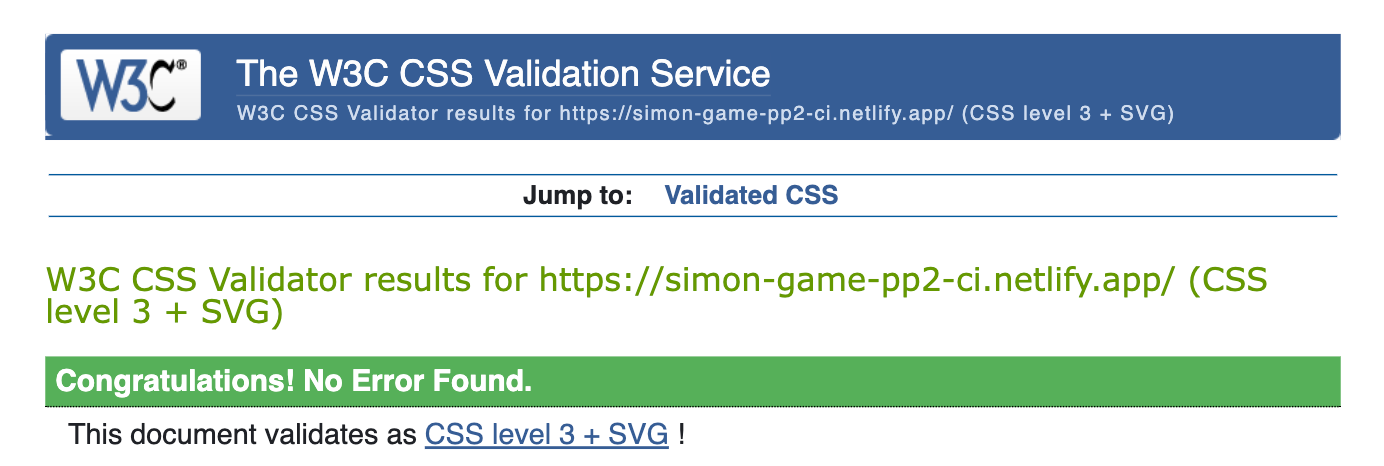 W3C®
The W3C CSS Validation Service
W3C CSS Validator results for https://simon-game-pp2-ci.netlify.app/ (CSS level 3 + SVG)
Jump to: Validated CSS
W3C CSS Validator results for https://simon-game-pp2-ci.netlify.app/ (CSS
level 3 + SVG)
Congratulations! No Error Found.
This document validates as CSS level 3 + SVG !